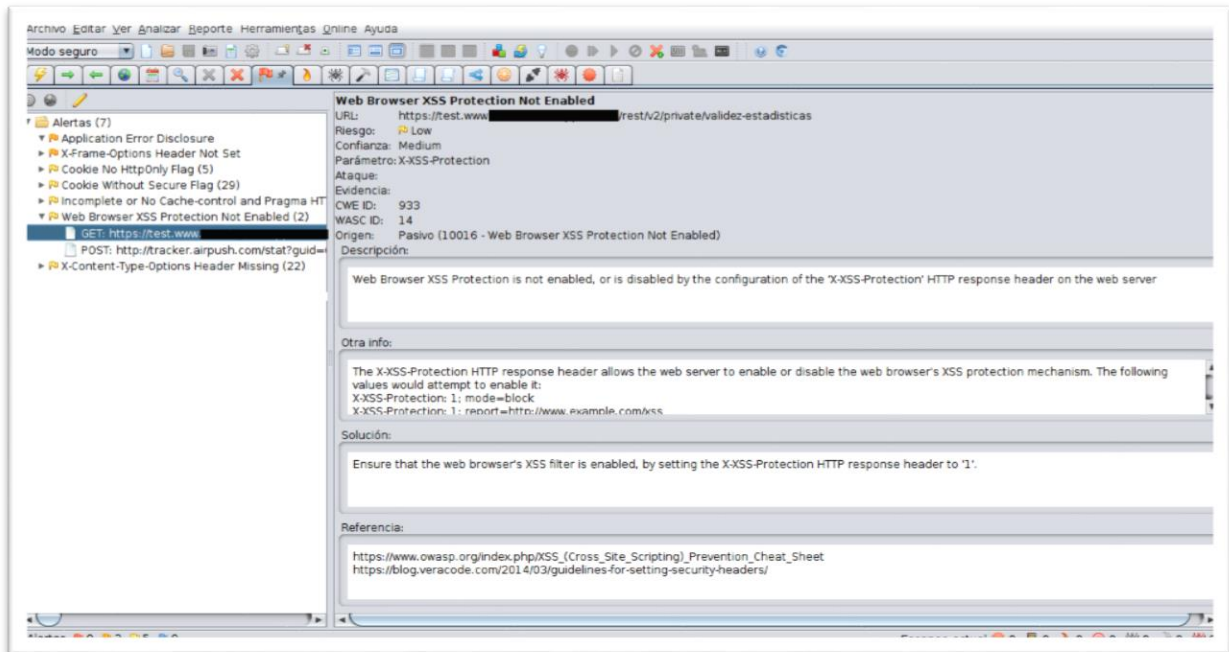 Archivo Editar Ver Analizar Reporte Herramientas Online Ayuda
Modo seguro
Alertas (7)
Application Error Disclosure
X-Frame-Options Header Not Set
Cookie No HttpOnly Flag (5)
Cookie Without Secure Flag (29)
Incomplete or No Cache-control and Pragma HT
Web Browser XSS Protection Not Enabled (2)
GET: https://test.www.
POST: http://tracker.airpush.com/stat?guid=
X-Content-Type-Options Header Missing (22)
Web Browser XSS Protection Not Enabled
URL: https://test.www /rest/v2/private/validez-estadisticas
Riesgo: Low
Confianza: Medium
Parámetro: X-XSS-Protection
Ataque:
Evidencia:
CWE ID: 933
WASC ID: 14
Origen: Pasivo (10016 - Web Browser XSS Protection Not Enabled)
Descripción:
Web Browser XSS Protection is not enabled, or is disabled by the configuration of the 'X-XSS-Protection' HTTP response header on the web server
Otra info:
The X-XSS-Protection HTTP response header allows the web server to enable or disable the web browser's XSS protection mechanism. The following
values would attempt to enable it:
X-XSS-Protection: 1; mode=block
X-XSS-Protection: 1; report=http://www.example.com/xss
Solución:
Ensure that the web browser's XSS filter is enabled, by setting the X-XSS-Protection HTTP response header to '1'.
Referencia:
https://www.owasp.org/index.php/XSS_(Cross_Site_Scripting)_Prevention_Cheat_Sheet
https://blog.veracode.com/2014/03/guidelines-for-setting-security-headers/